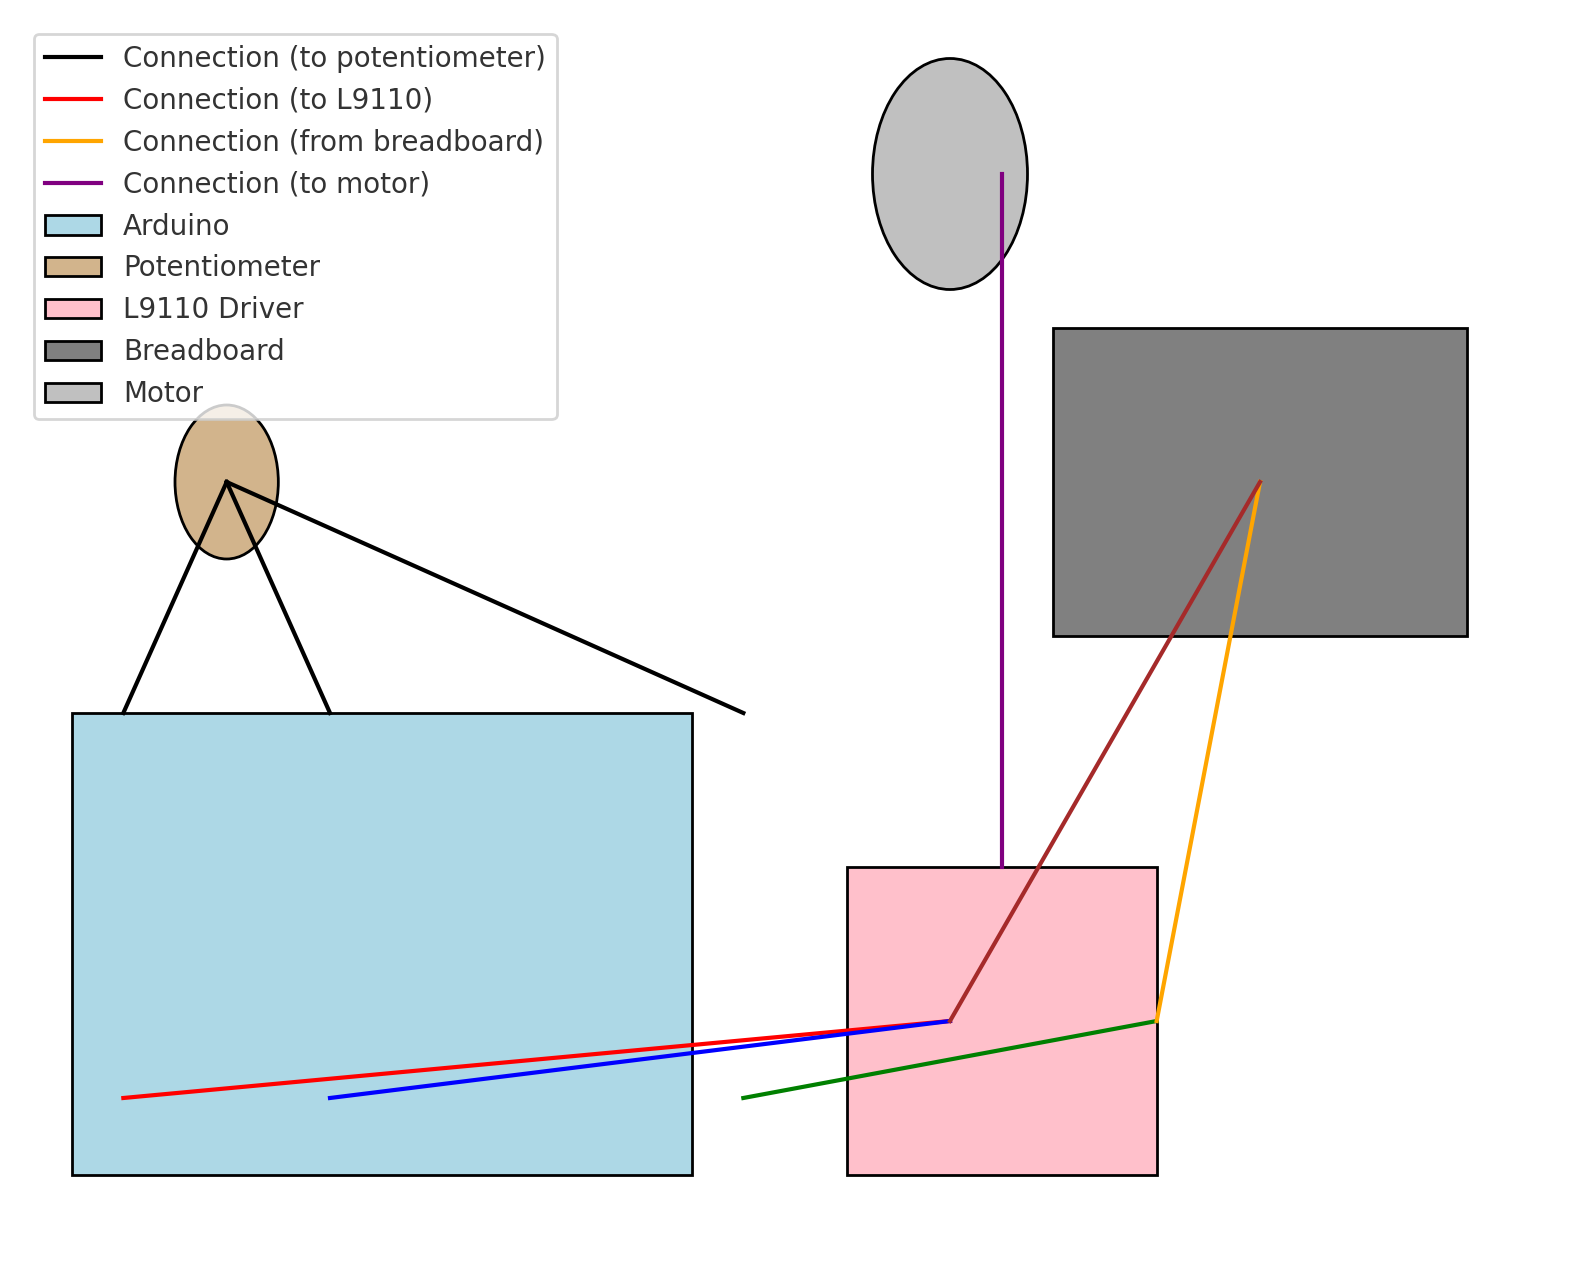 Connection (to potentiometer)
Connection (to L9110)
Connection (from breadboard)
Connection (to motor)
Arduino
Potentiometer
L9110 Driver
Breadboard
Motor